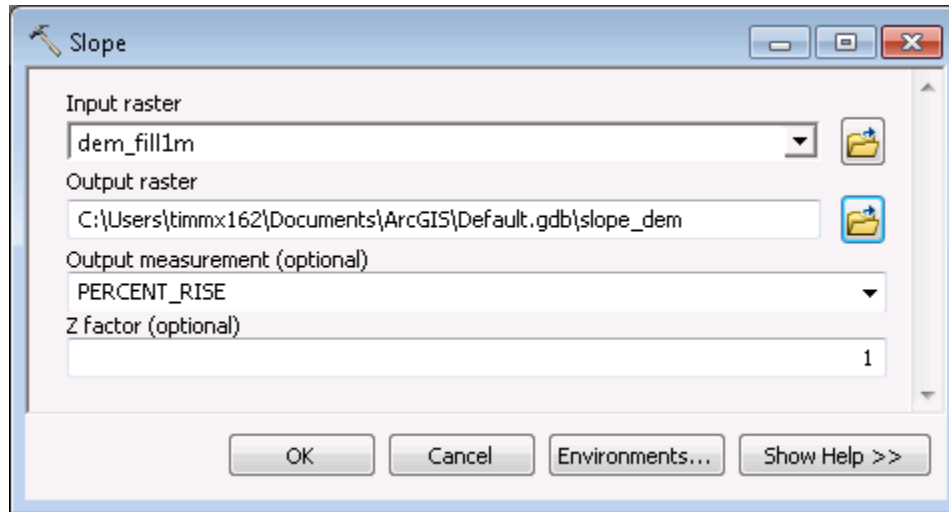 Slope
Input raster
dem_fill1m
Output raster
C:\Users\timmx162\Documents\ArcGIS\Default.gdb\slope_dem
Output measurement (optional)
PERCENT_RISE
Z factor (optional)
1
OK Cancel Environments... Show Help >>